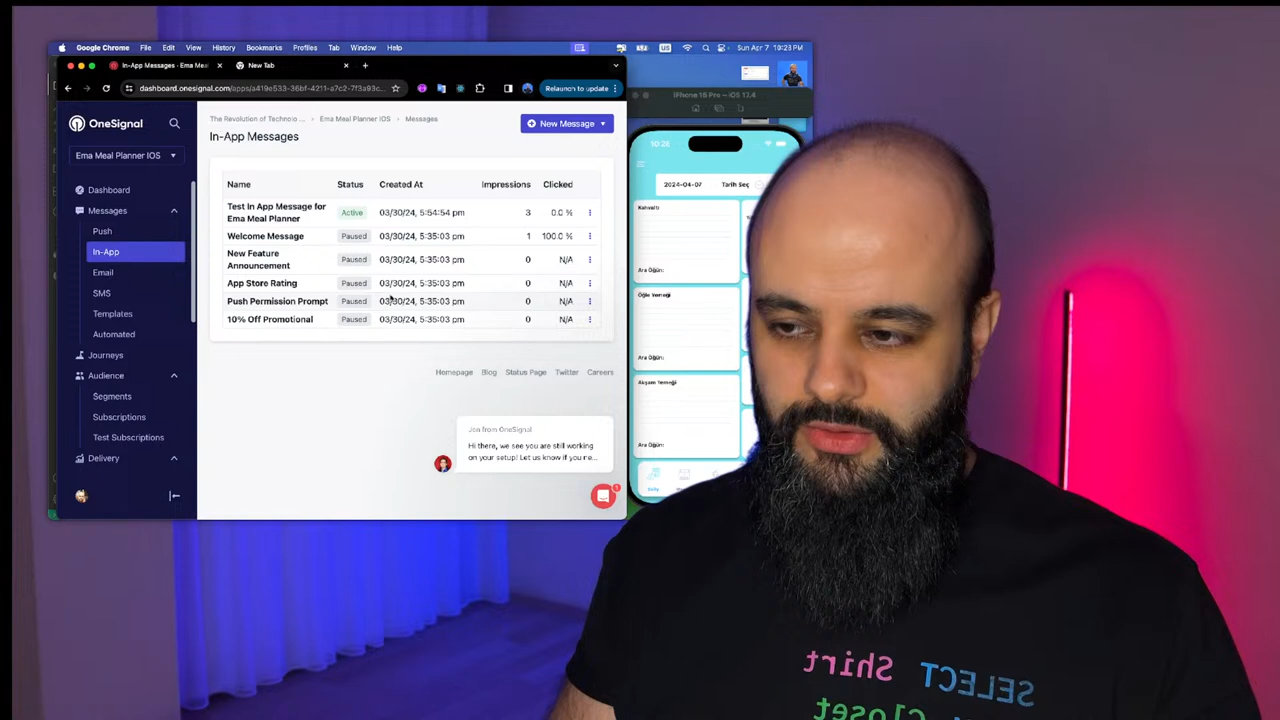 Google Chrome File Edit View History Bookmarks Profiles Tab Window Help
US Sun Apr 7 10:23 PM
In-App Messages - Ema Mea
New Tab
dashboard.onesignal.com/apps/a419e533-36bf-4211-a7c2-7f3a93c...
Relaunch to update
OneSignal
The Revolution of Technolo ... > Ema Meal Planner IOS > Messages
In-App Messages
New Message
Ema Meal Planner IOS
Dashboard
Messages
Push
In-App
Email
SMS
Templates
Automated
Journeys
Audience
Segments
Subscriptions
Test Subscriptions
Delivery
Name Status Created At Impressions Clicked
Test In App Message for
Ema Meal Planner
Active 03/30/24, 5:54:54 pm 3 0.0 %
Welcome Message Paused 03/30/24, 5:35:03 pm 1 100.0 %
New Feature
Announcement
Paused 03/30/24, 5:35:03 pm 0 N/A
App Store Rating Paused 03/30/24, 5:35:03 pm 0 N/A
Push Permission Prompt Paused 03/30/24, 5:35:03 pm 0 N/A
10% Off Promotional Paused 03/30/24, 5:35:03 pm 0 N/A
Homepage Blog Status Page Twitter Careers
Jon from OneSignal
Hi there, we see you are still working
on your setup! Let us know if you ne...
1
iPhone 15 Pro – iOS 17.4
10:23
2024-04-07 Tarih Seç
Kahvaltı
Ara Öğün:
Öğle Yemeği
Ara Öğün:
Akşam Yemeği
Ara Öğün:
SELECT Shirt
Closet